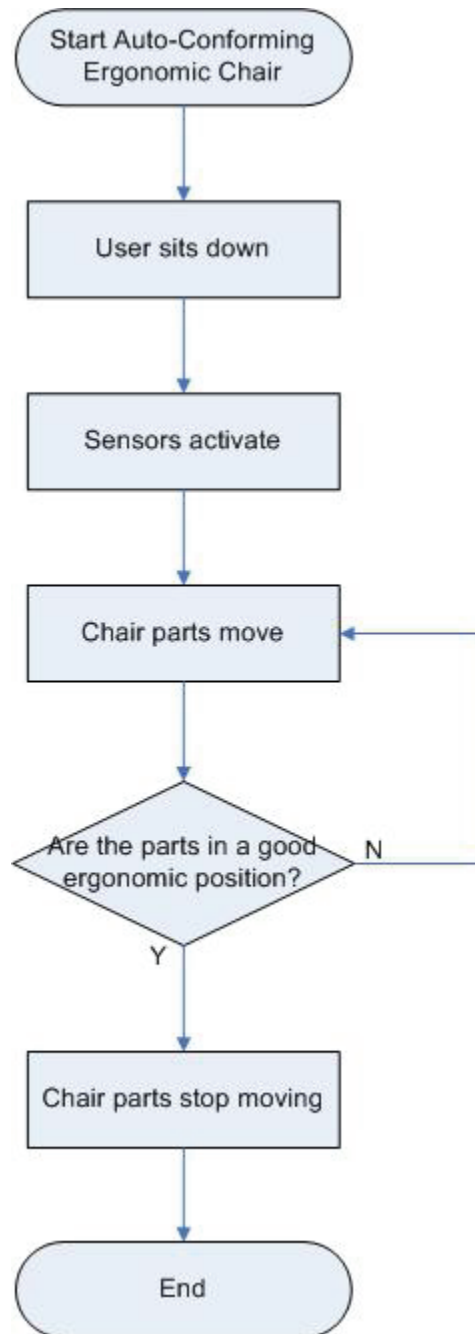 Start Auto-Conforming
Ergonomic Chair
User sits down
Sensors activate
Chair parts move
Are the parts in a good
ergonomic position?
N
Y
Chair parts stop moving
End